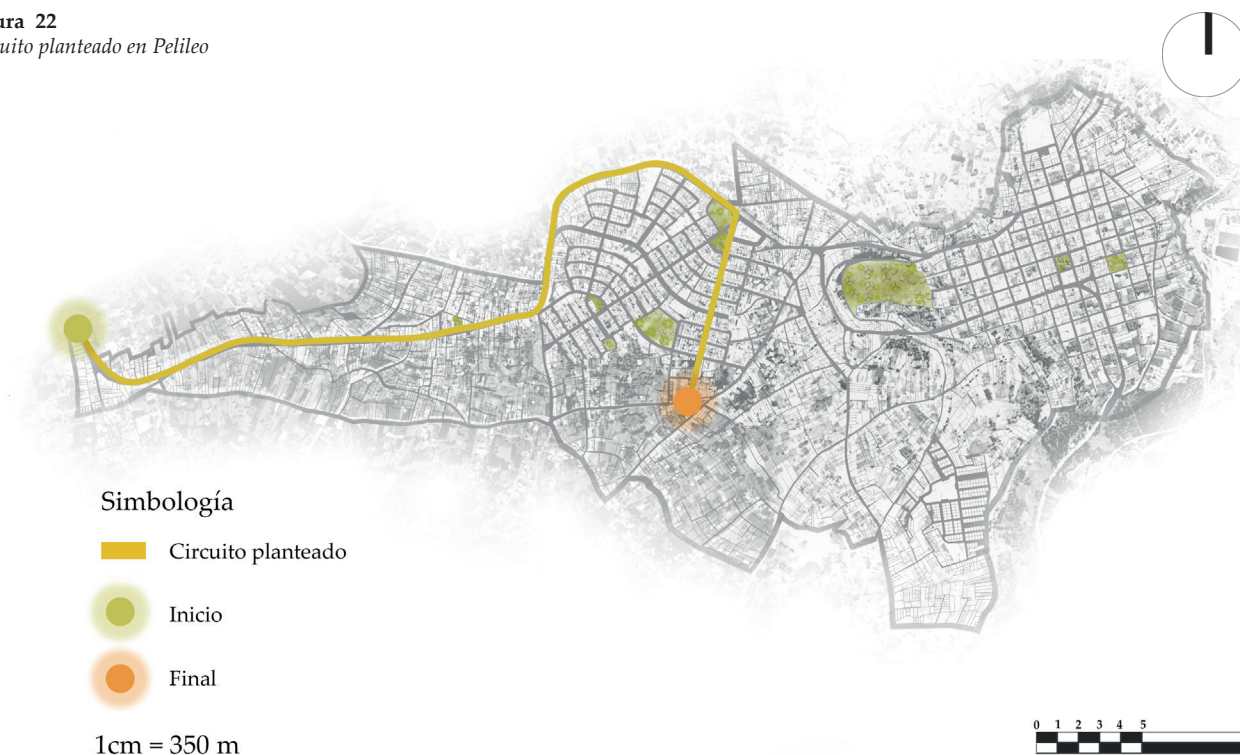 ura 22
uito planteado en Pelileo
Simbología
Circuito planteado
Inicio
Final
1cm = 350 m
0 1 2 3 4 5